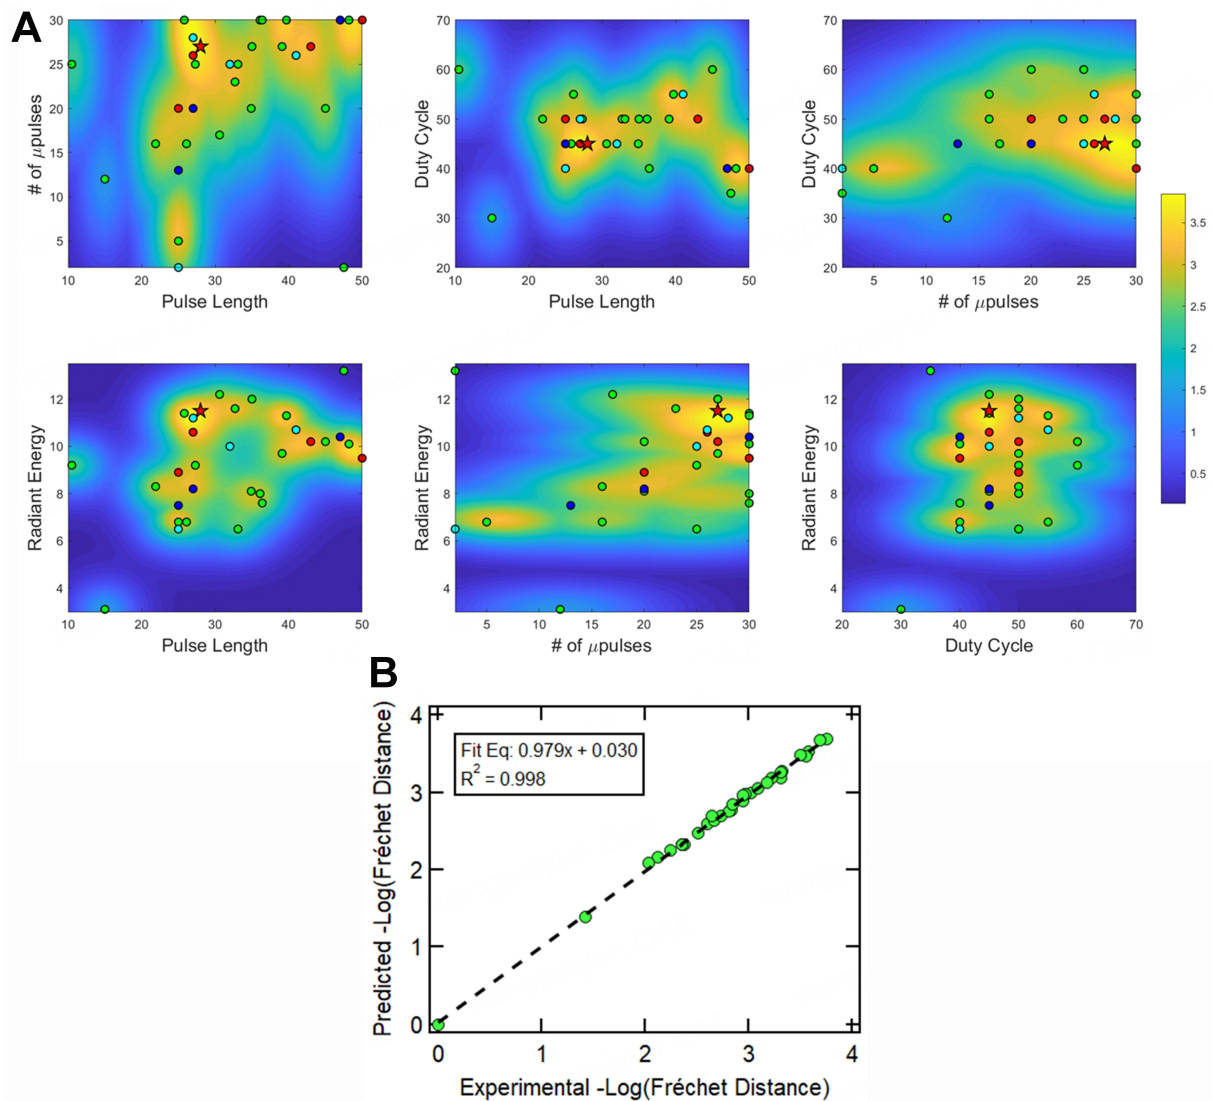 A
30
25
20
15
10
5
# of μpulses
10 20 30 40 50
Pulse Length
70
60
50
40
30
20
Duty Cycle
10 20 30 40 50
Pulse Length
70
60
50
40
30
20
Duty Cycle
5 10 15 20 25 30
# of μpulses
3.5
3
2.5
2
1.5
1
0.5
12
10
8
6
4
Radiant Energy
10 20 30 40 50
Pulse Length
12
10
8
6
4
Radiant Energy
5 10 15 20 25 30
# of μpulses
12
10
8
6
4
Radiant Energy
20 30 40 50 60 70
Duty Cycle
B
4
3
2
1
0
Predicted -Log(Fréchet Distance)
Fit Eq: 0.979x + 0.030
R² = 0.998
0 1 2 3 4
Experimental -Log(Fréchet Distance)